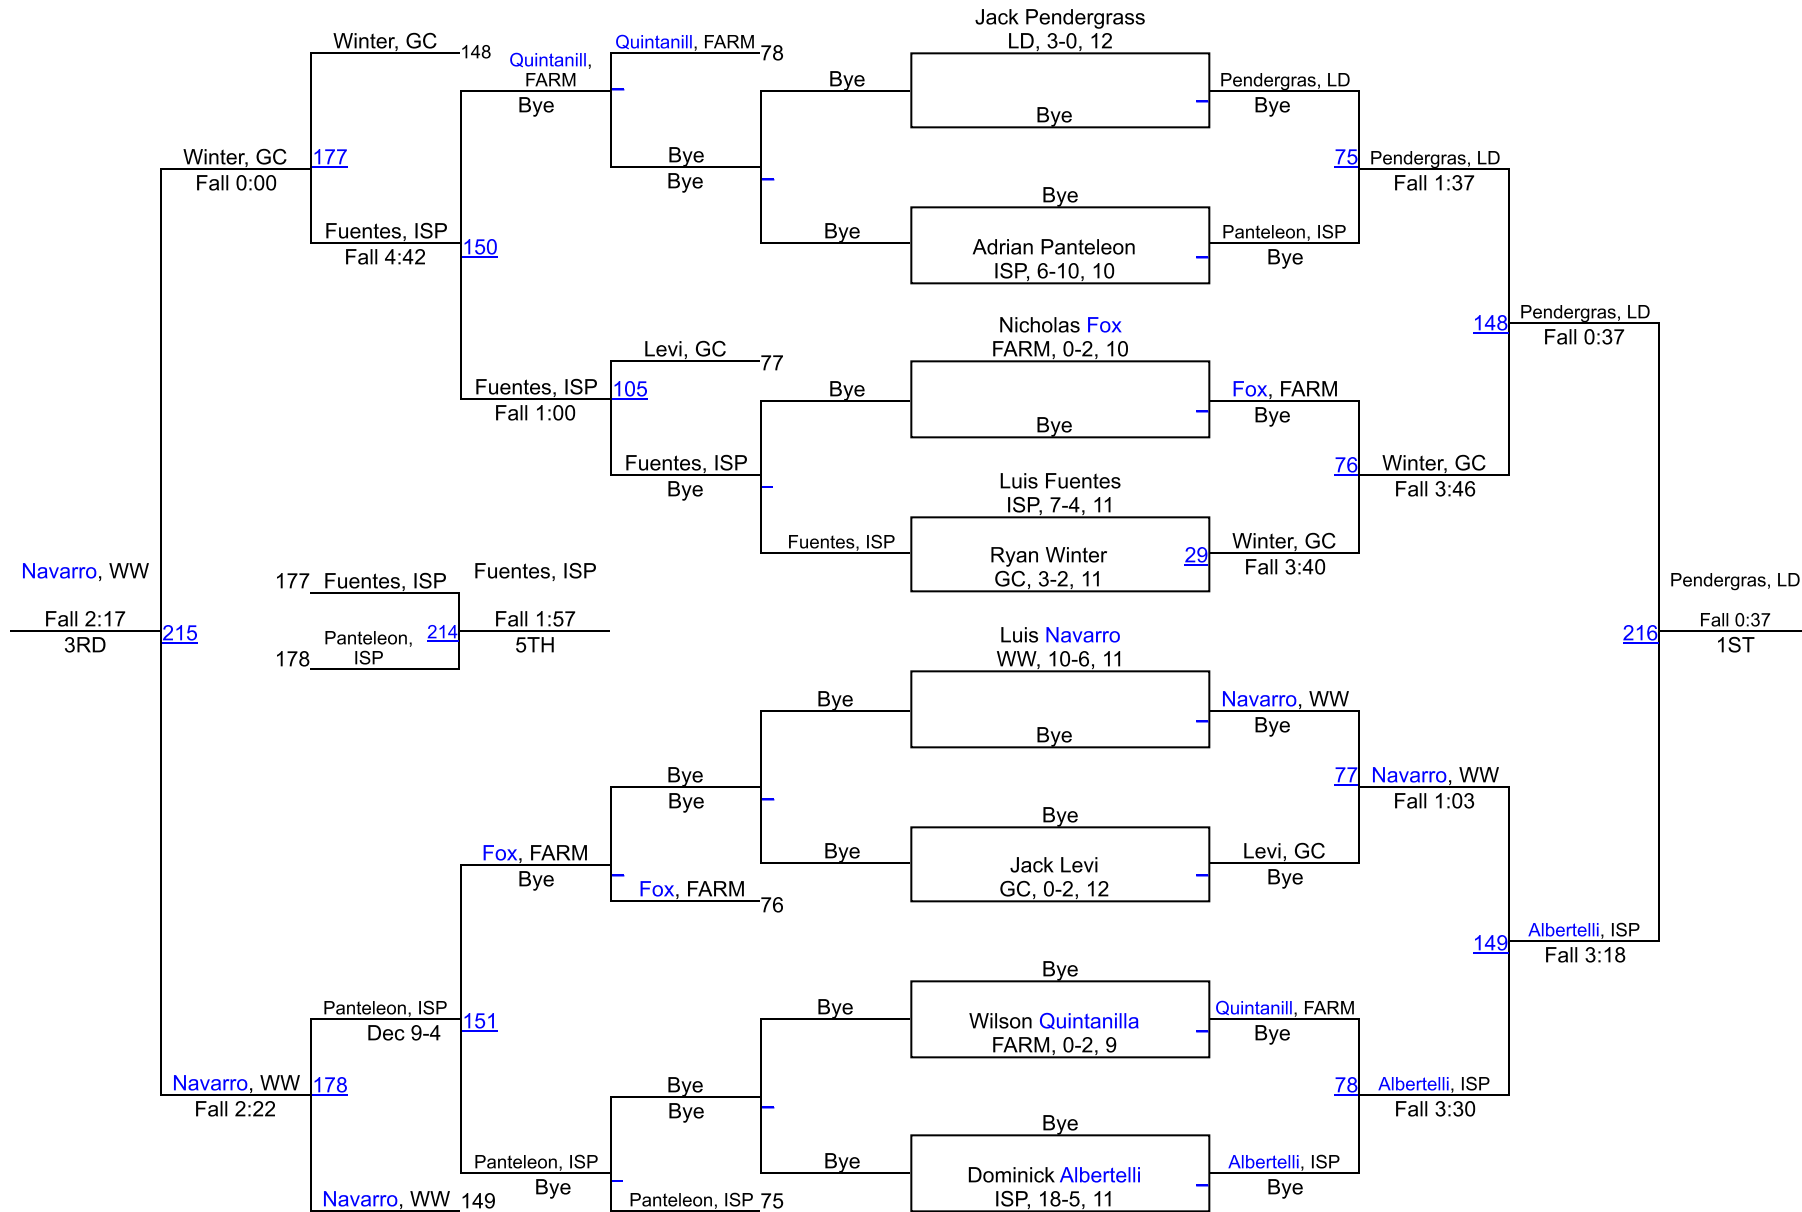 Jack Pendergrass
LD, 3-0, 12
Winter, GC
148
Quintanill,
FARM
Bye
Quintanill, FARM
78
Bye
Bye
Pendergras, LD
Bye
Winter, GC
177
Fall 0:00
Bye
Bye
75
Pendergras, LD
Fall 1:37
Fuentes, ISP
150
Fall 4:42
Bye
Bye
Adrian Panteleon
ISP, 6-10, 10
Panteleon, ISP
Bye
Nicholas Fox
FARM, 0-2, 10
148
Pendergras, LD
Fall 0:37
Levi, GC
77
Fuentes, ISP
105
Fall 1:00
Bye
Bye
Fox, FARM
Bye
Fuentes, ISP
Bye
Luis Fuentes
ISP, 7-4, 11
76
Winter, GC
Fall 3:46
Fuentes, ISP
Ryan Winter
GC, 3-2, 11
29
Winter, GC
Fall 3:40
Navarro, WW
Fall 2:17
3RD
215
177
Fuentes, ISP
Panteleon,
ISP
178
214
Fuentes, ISP
Fall 1:57
5TH
Pendergras, LD
216
Fall 0:37
1ST
Luis Navarro
WW, 10-6, 11
Bye
Bye
Navarro, WW
Bye
Bye
Bye
77
Navarro, WW
Fall 1:03
Fox, FARM
Bye
Bye
Bye
Jack Levi
GC, 0-2, 12
Levi, GC
Bye
Fox, FARM
76
149
Albertelli, ISP
Fall 3:18
Panteleon, ISP
151
Dec 9-4
Bye
Bye
Wilson Quintanilla
FARM, 0-2, 9
Quintanill, FARM
Bye
Navarro, WW
178
Fall 2:22
Bye
Bye
78
Albertelli, ISP
Fall 3:30
Panteleon, ISP
Bye
Bye
Bye
Dominick Albertelli
ISP, 18-5, 11
Albertelli, ISP
Bye
Navarro, WW
149
Panteleon, ISP
75